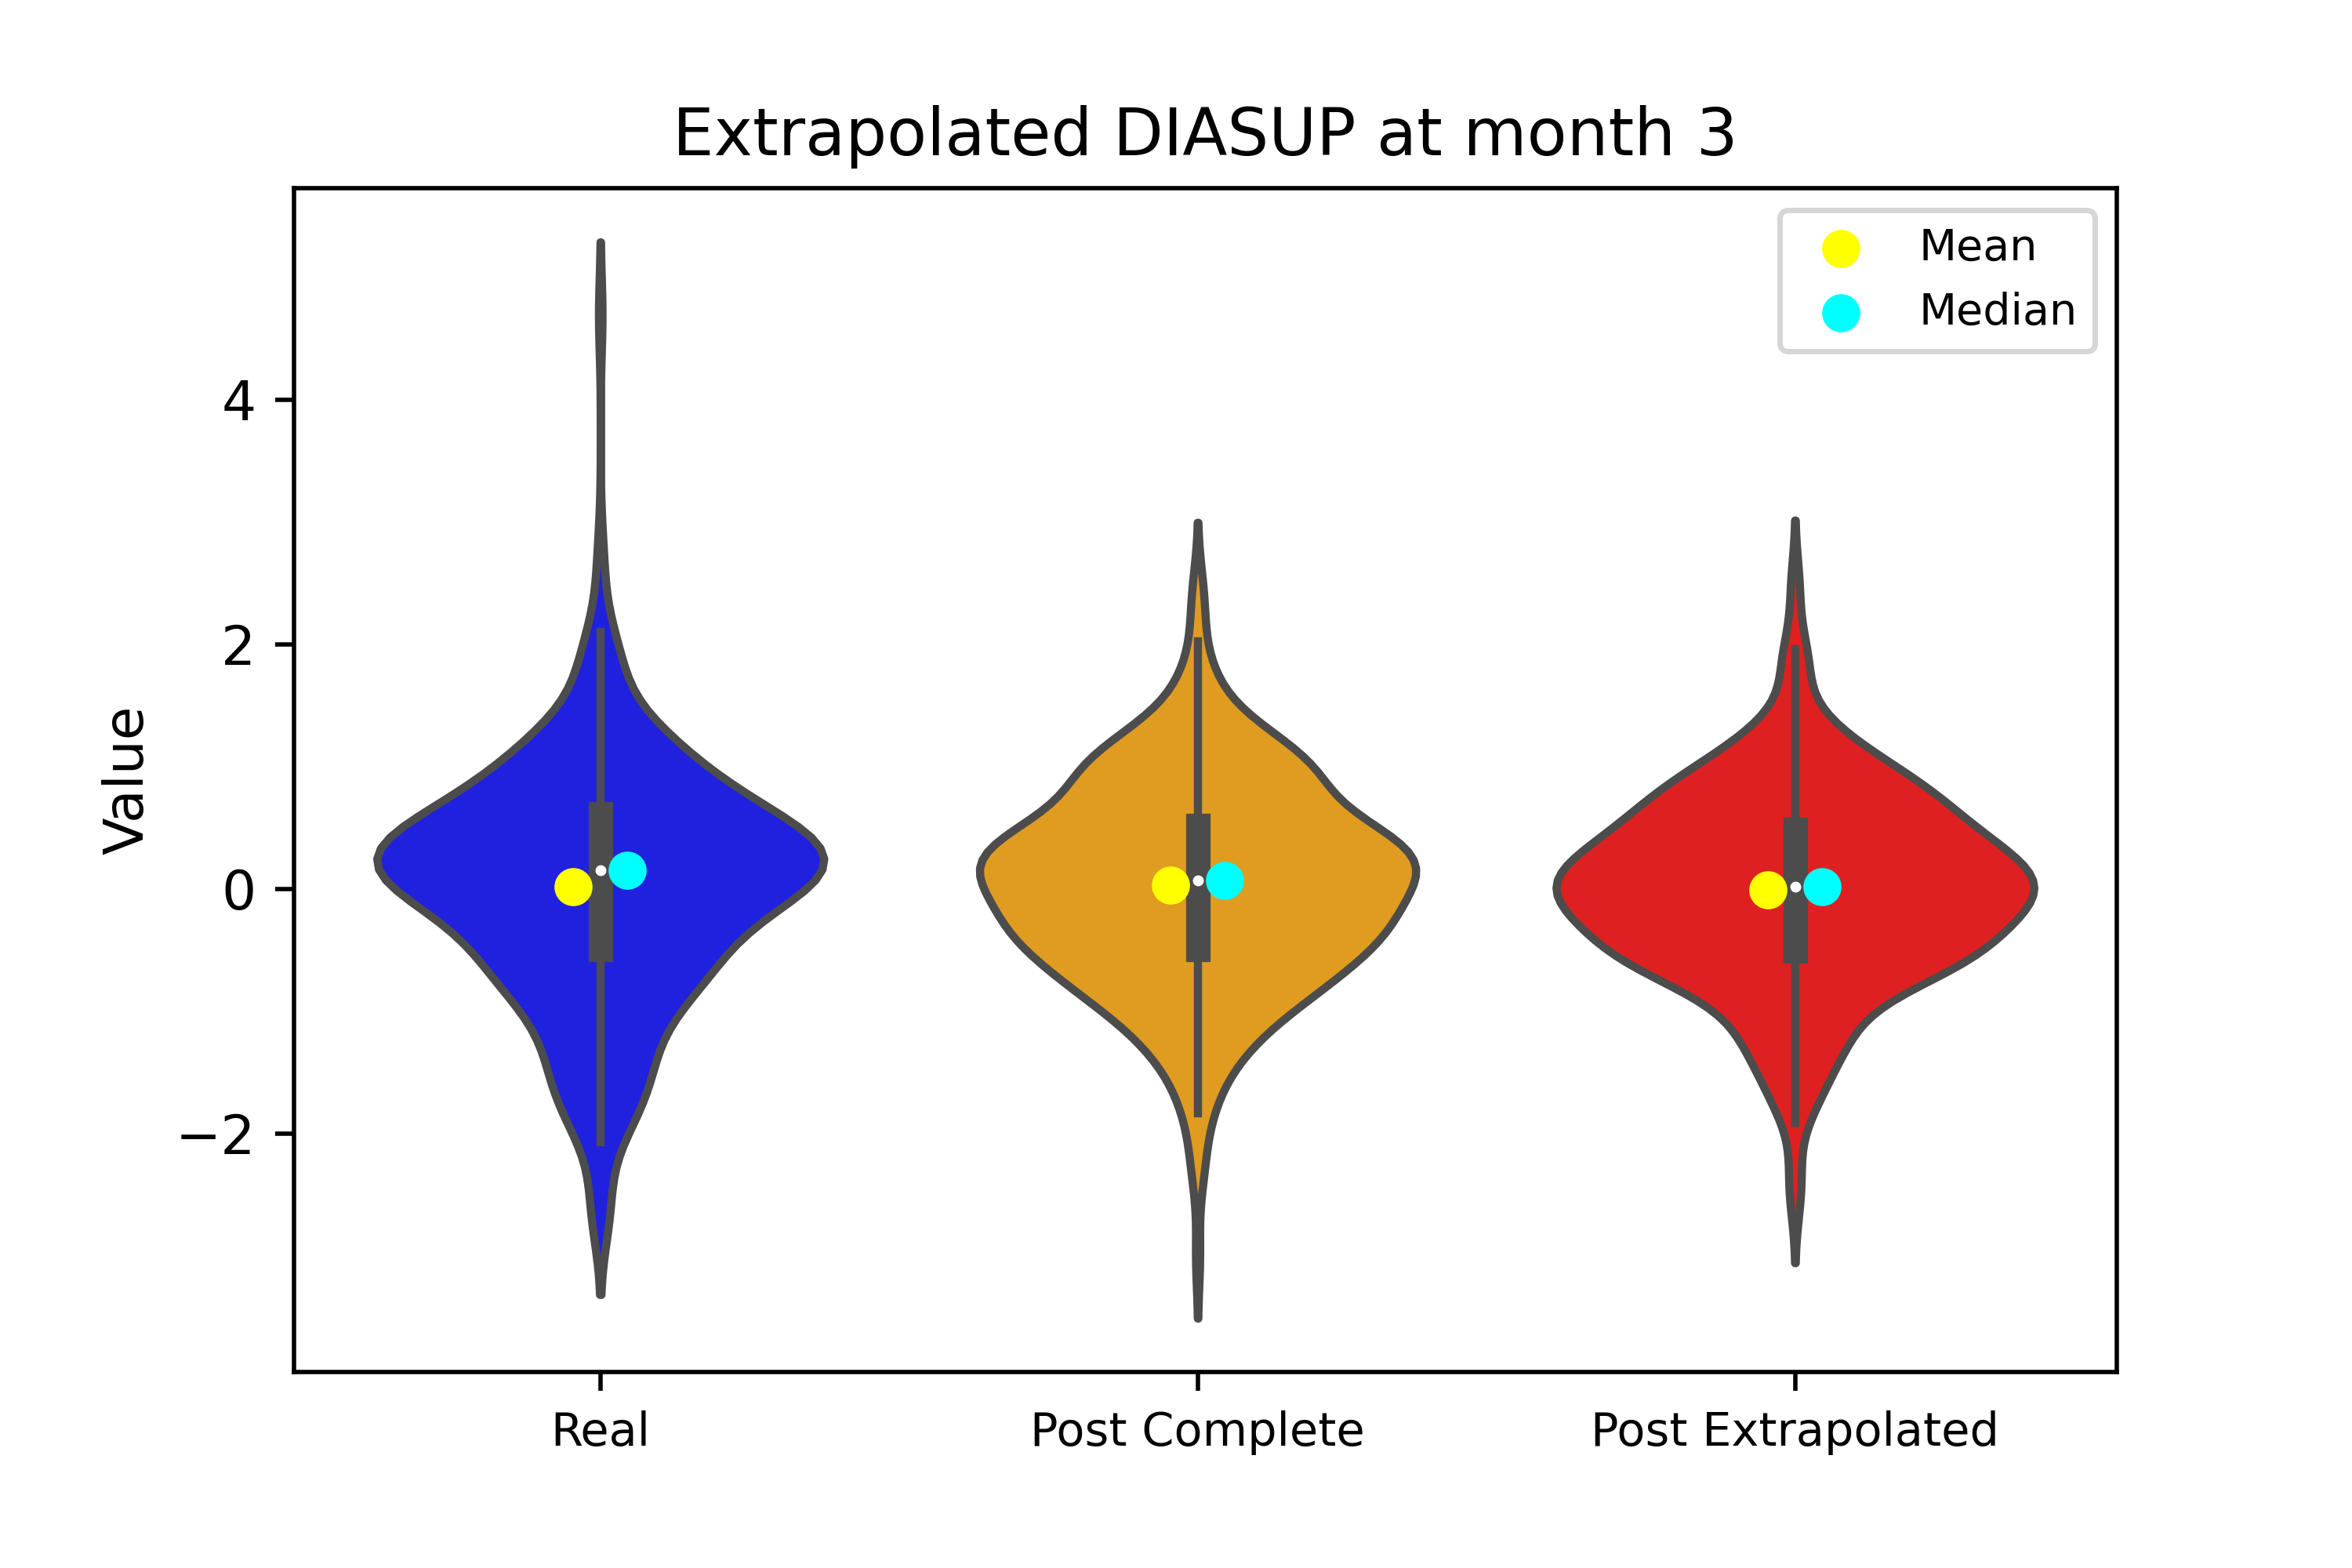 Extrapolated DIASUP at month 3
Mean
Median
4
2
0
−2
Value
Real
Post Complete
Post Extrapolated